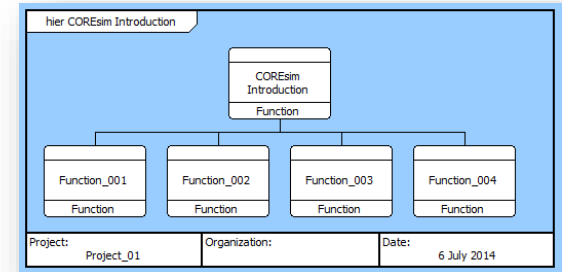 hier COREsim Introduction
COREsim
Introduction
Function
Function_001
Function_002
Function_003
Function_004
Function
Function
Function
Function
Project:
Organization:
Date:
Project_01
6 July 2014